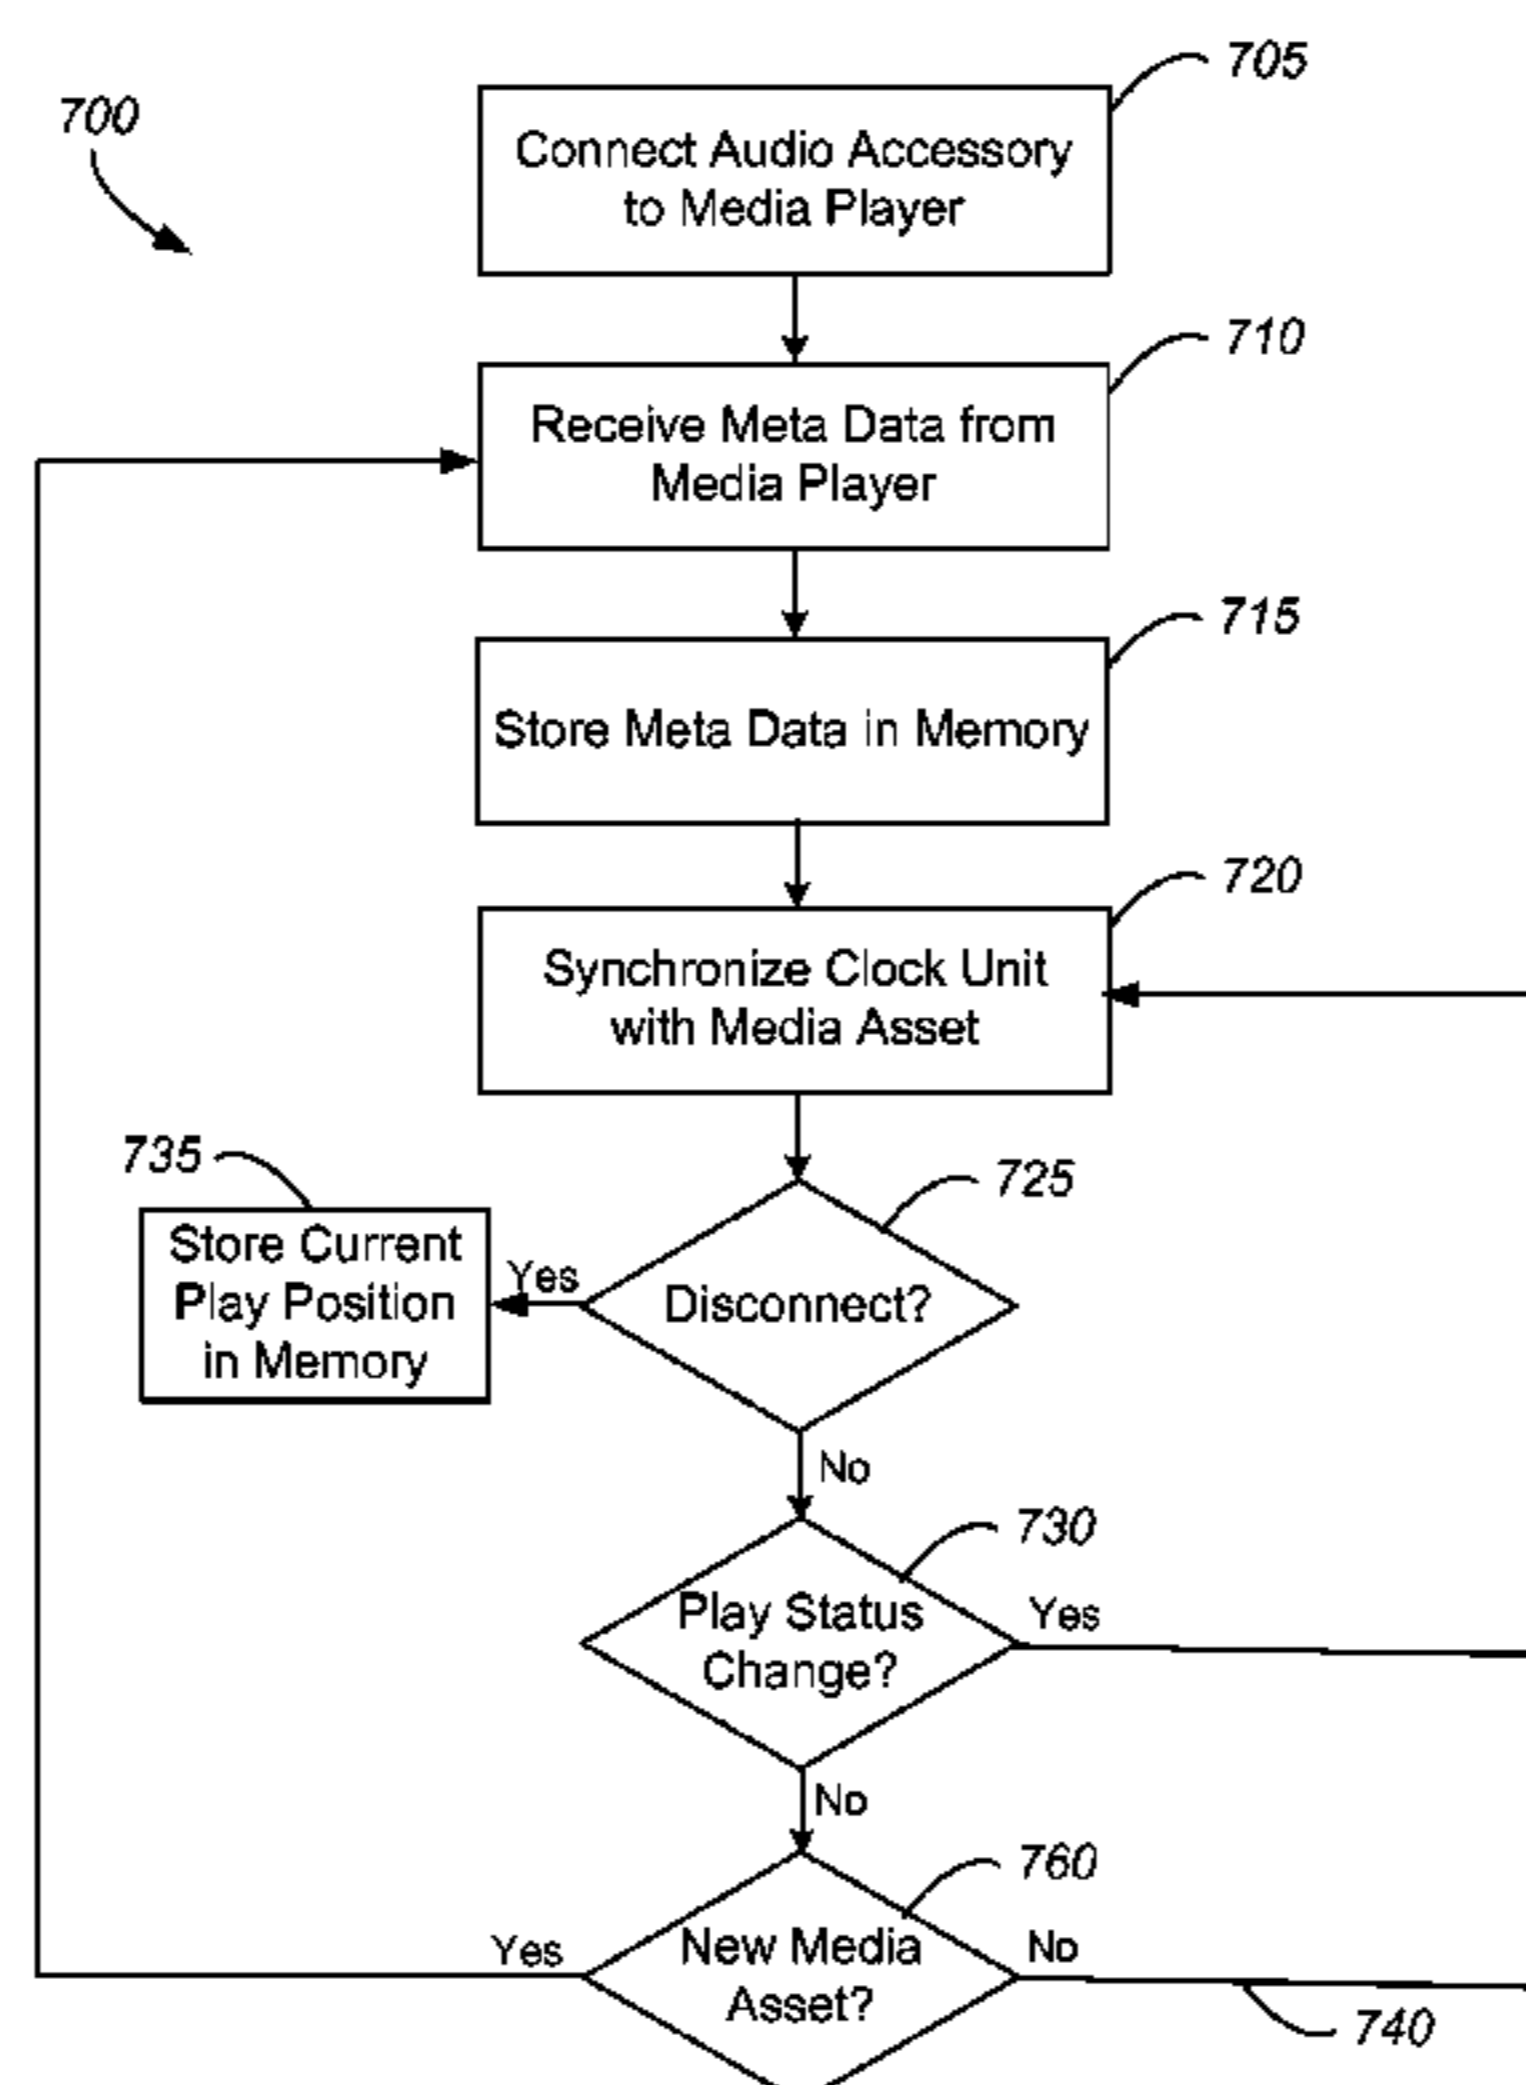 705
700
Connect Audio Accessory
to Media Player
710
Receive Meta Data from
Media Player
715
Store Meta Data in Memory
720
Synchronize Clock Unit
with Media Asset
735
725
Store Current
Play Position
in Memory
Yes
Disconnect?
No
730
Play Status
Change?
Yes
No
760
Yes
New Media
Asset?
No
740